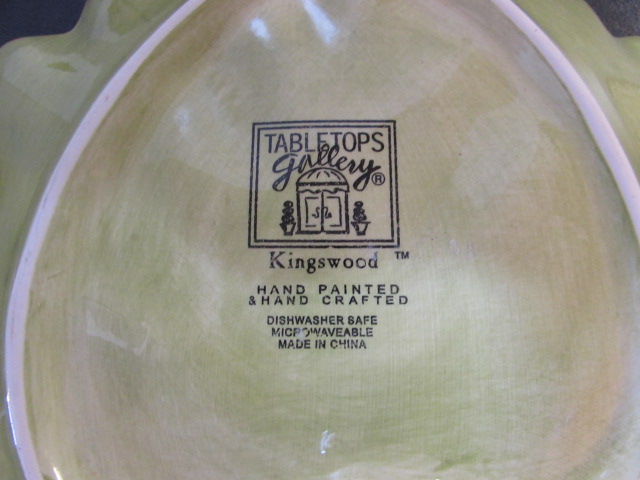 TABLETOPS
gallery®
Kingswood™
HAND PAINTED
& HAND CRAFTED
DISHWASHER SAFE
MICROWAVEABLE
MADE IN CHINA